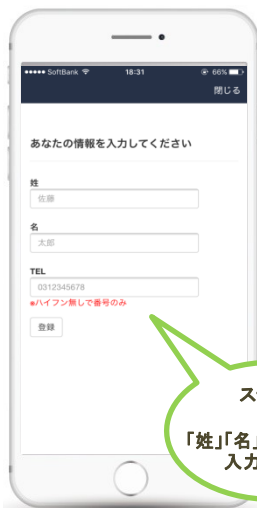 SoftBank 18:31 66%
閉じる
あなたの情報を入力してください
姓
佐藤
名
太郎
TEL
0312345678
※ハイフン無しで番号のみ
登録
ス
「姓」「名」
入力